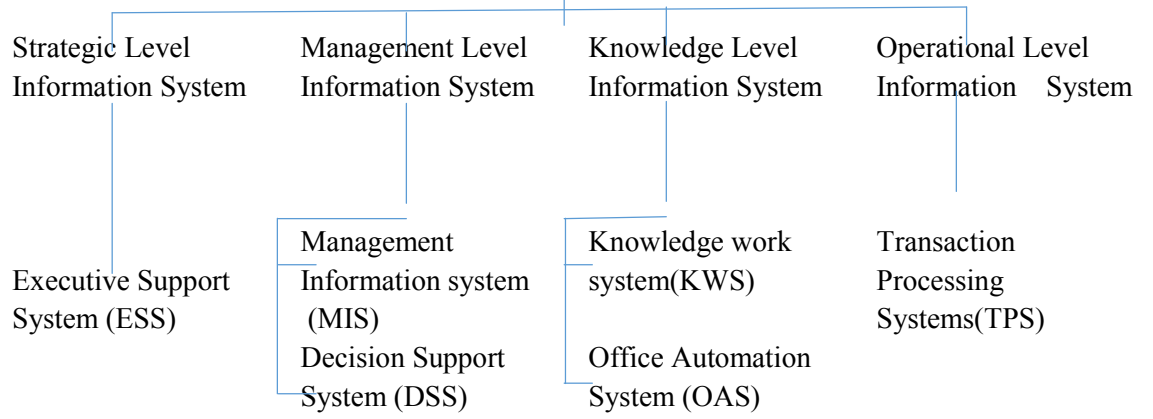 Strategic Level
Information System
Management Level
Information System
Knowledge Level
Information System
Operational Level
Information System
Executive Support
System (ESS)
Management
Information system
(MIS)
Decision Support
System (DSS)
Knowledge work
system(KWS)
Office Automation
System (OAS)
Transaction
Processing
Systems(TPS)